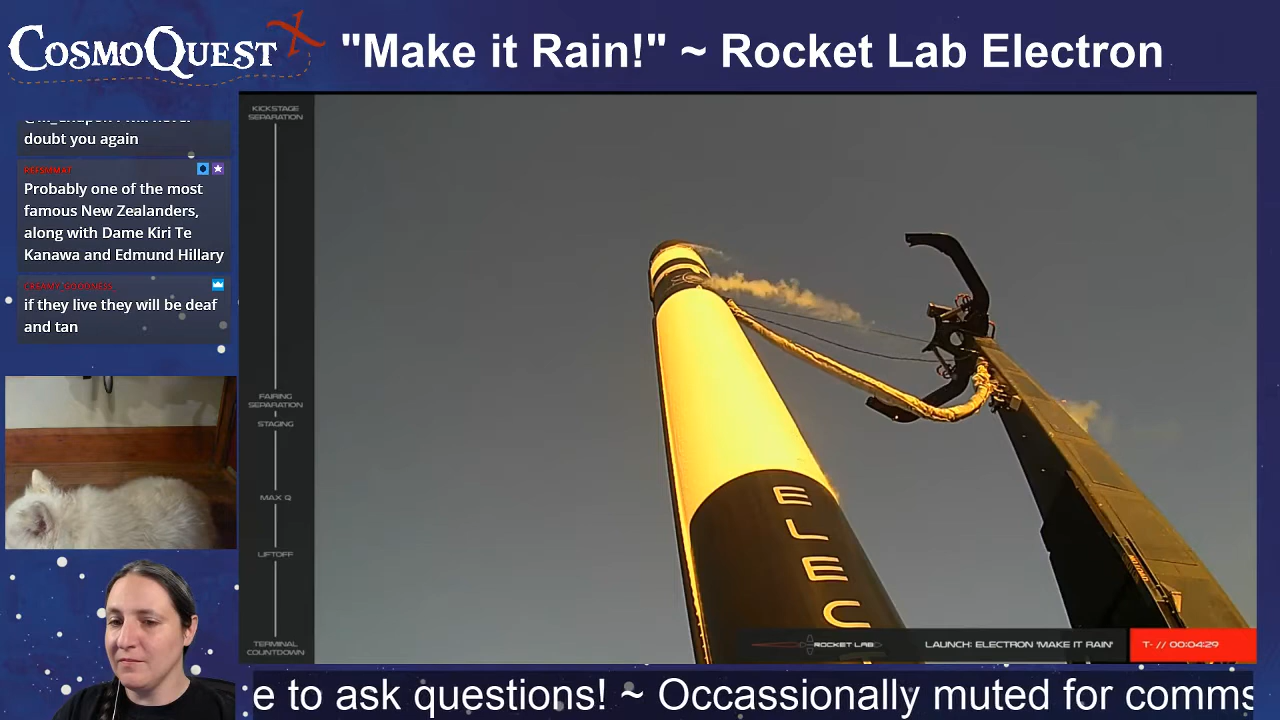 COSMOQUEST X
"Make it Rain!" ~ Rocket Lab Electron
doubt you again
REESMMAT
Probably one of the most
famous New Zealanders,
along with Dame Kiri Te
Kanawa and Edmund Hillary
CREAMY_GOODNESS_
if they live they will be deaf
and tan
KICKSTAGE
SEPARATION
FAIRING
SEPARATION
STAGING
MAX Q
LIFTOFF
TERMINAL
COUNTDOWN
ELEC
ROCKET LAB
LAUNCH: ELECTRON 'MAKE IT RAIN'
T- // 00:04:29
e to ask questions! ~ Occassionally muted for comms